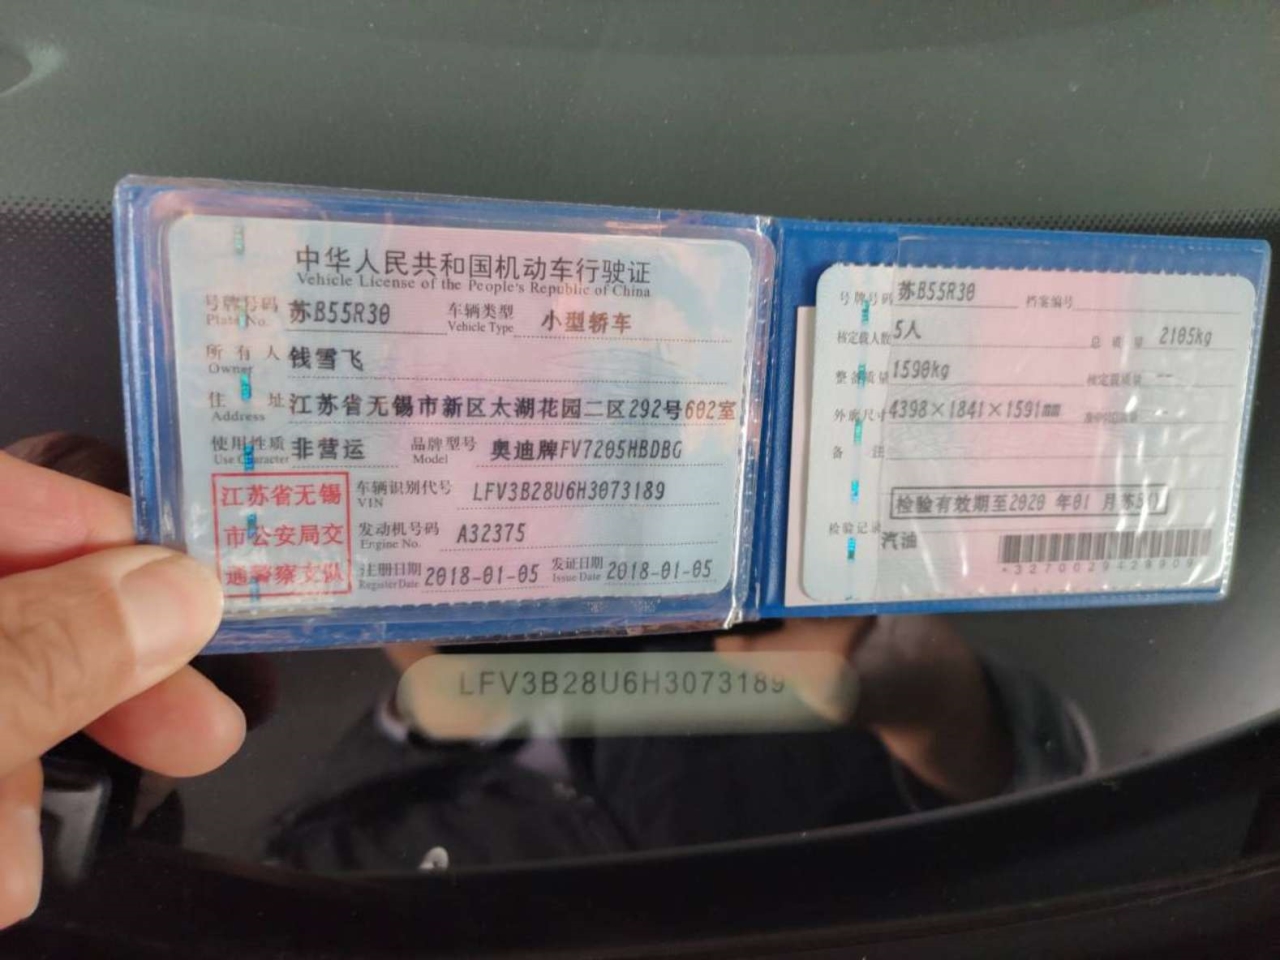 中华人民共和国机动车行驶证
Vehicle License of the People's Republic of China
号牌号码 苏B55R30 车辆类型 小型轿车
Plate No. Vehicle Type
所有人 钱雪飞
Owner
住址 江苏省无锡市新区太湖花园二区292号602室
Address
使用性质 非营运 品牌型号 奥迪牌FV7205HBDBG
Use Character Model
江苏省无锡
市公安局交
通警察支队
车辆识别代号 LFV3B28U6H3073189
VIN
发动机号码 A32375
Engine No.
注册日期 2018-01-05 发证日期 2018-01-05
Register Date Issue Date
号牌号码 苏B55R30 档案编号
核定载人数 5人 总质量 2105kg
整备质量 1590kg 核定载质量 --
外廓尺寸 4398×1841×1591mm
备注
检验有效期至2020 年01 月
检验记录
汽油
LFV3B28U6H3073189